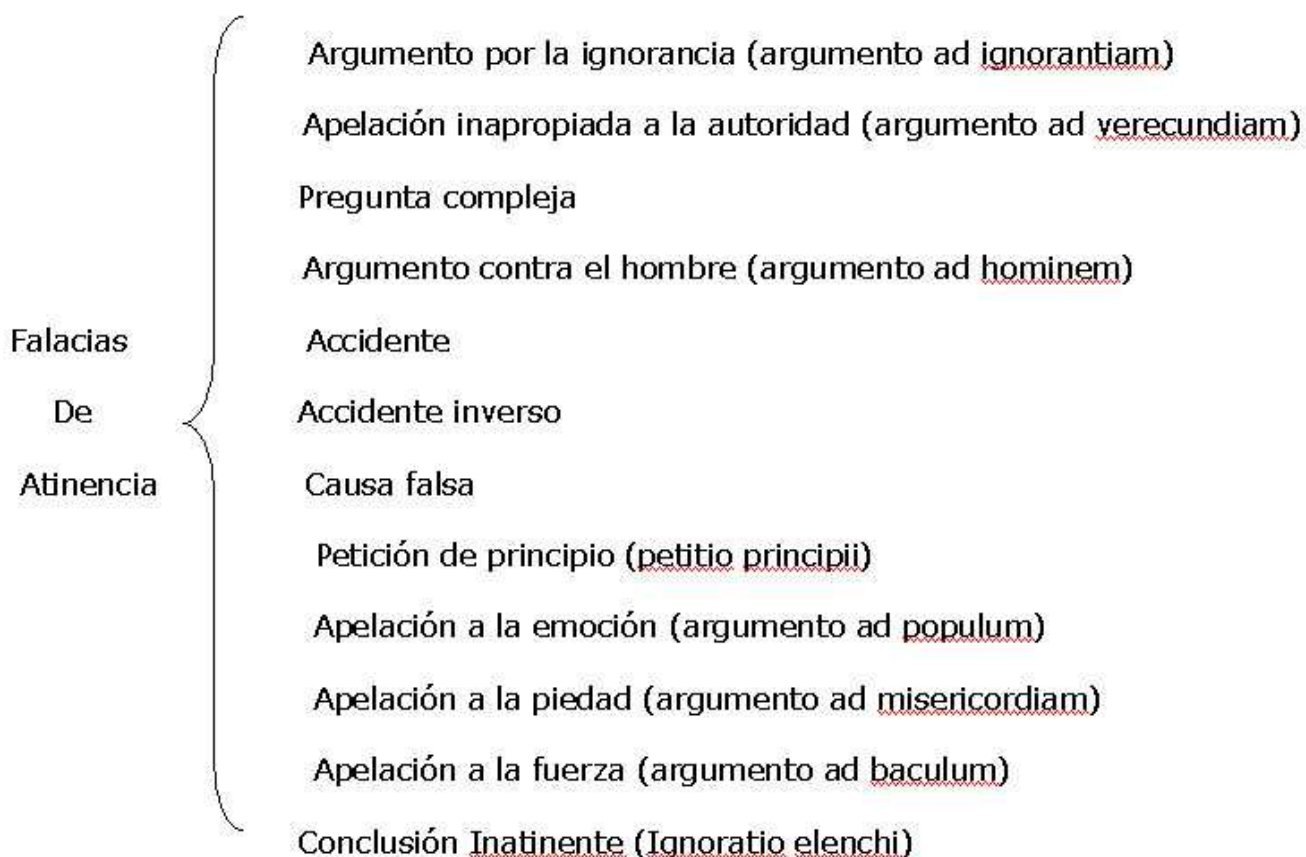 Argumento por la ignorancia (argumento ad ignorantiam)
Apelación inapropiada a la autoridad (argumento ad verecundiam)
Pregunta compleja
Argumento contra el hombre (argumento ad hominem)
Falacias
De
Atinencia
Accidente
Accidente inverso
Causa falsa
Petición de principio (petitio principii)
Apelación a la emoción (argumento ad populum)
Apelación a la piedad (argumento ad misericordiam)
Apelación a la fuerza (argumento ad baculum)
Conclusión Inatinente (Ignoratio elenchi)